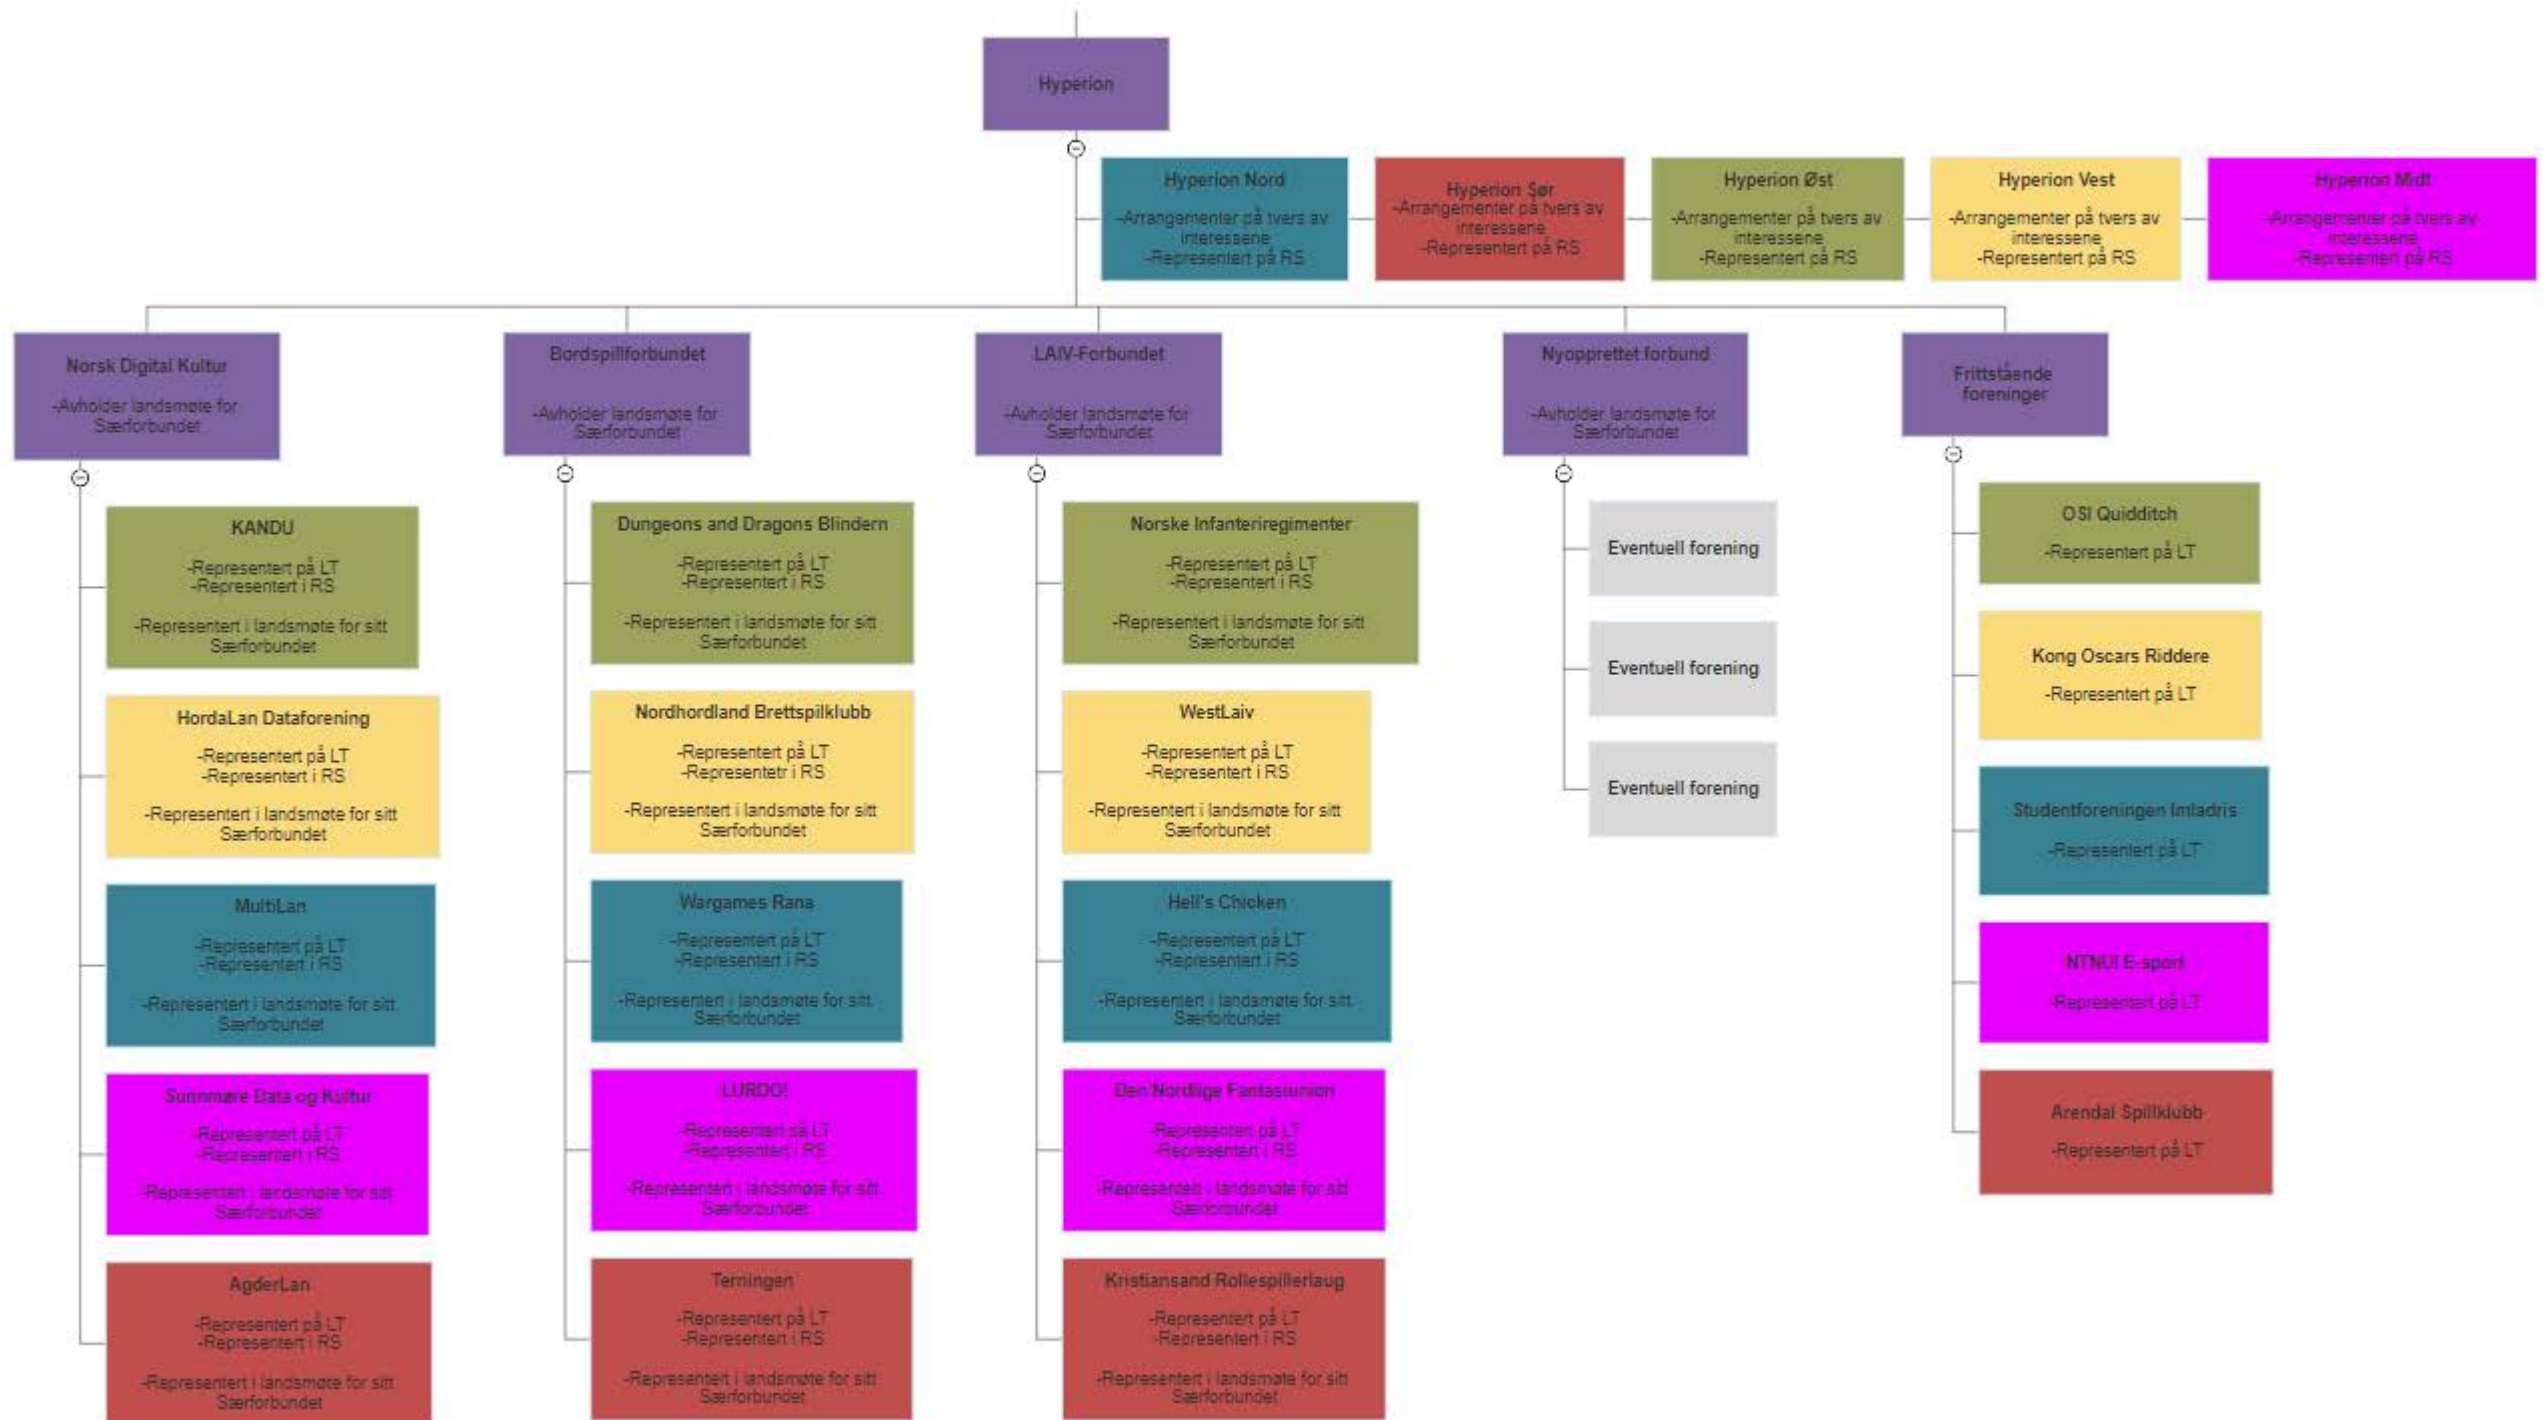 Hyperion
Hyperion Nord
-Arrangementer på tvers av
interessene
-Representert på RS
Hyperion Sør
-Arrangementer på tvers av
interessene
-Representert på RS
Hyperion Øst
-Arrangementer på tvers av
interessene
-Representert på RS
Hyperion Vest
-Arrangementer på tvers av
interessene
-Representert på RS
Hyperion Midt
-Arrangementer på tvers av
interessene
-Representert på RS
Norsk Digital Kultur
-Avholder landsmøte for
Særforbundet
Bordspillforbundet
-Avholder landsmøte for
Særforbundet
LAIV-Forbundet
-Avholder landsmøte for
Særforbundet
Nyopprettet forbund
-Avholder landsmøte for
Særforbundet
Frittstående
foreninger
KANDU
-Representert på LT
-Representert i RS
-Representert i landsmøte for sitt
Særforbundet
HordaLan Dataforening
-Representert på LT
-Representert i RS
-Representert i landsmøte for sitt
Særforbundet
MultiLan
-Representert på LT
-Representert i RS
-Representert i landsmøte for sitt
Særforbundet
Sunnmøre Data og Kultur
-Representert på LT
-Representert i RS
-Representert i landsmøte for sitt
Særforbundet
AgderLan
-Representert på LT
-Representert i RS
-Representert i landsmøte for sitt
Særforbundet
Dungeons and Dragons Blindern
-Representert på LT
-Representert i RS
-Representert i landsmøte for sitt
Særforbundet
Nordhordland Brettspilklubb
-Representert på LT
-Representetr i RS
-Representert i landsmøte for sitt
Særforbundet
Wargames Rana
-Representert på LT
-Representert i RS
-Representert i landsmøte for sitt
Særforbundet
LURDO!
-Representert på LT
-Representert i RS
-Representert i landsmøte for sitt
Særforbundet
Terningen
-Representert på LT
-Representert i RS
-Representert i landsmøte for sitt
Særforbundet
Norske Infanteriregimenter
-Representert på LT
-Representert i RS
-Representert i landsmøte for sitt
Særforbundet
WestLaiv
-Representert på LT
-Representert i RS
-Representert i landsmøte for sitt
Særforbundet
Hell's Chicken
-Representert på LT
-Representert i RS
-Representert i landsmøte for sitt
Særforbundet
Den Nordlige Fantasiunion
-Representert på LT
-Representert i RS
-Representert i landsmøte for sitt
Særforbundet
Kristiansand Rollespillerlaug
-Representert på LT
-Representert i RS
-Representert i landsmøte for sitt
Særforbundet
Eventuell forening
Eventuell forening
Eventuell forening
OSI Quidditch
-Representert på LT
Kong Oscars Riddere
-Representert på LT
Studentforeningen Imladris
-Representert på LT
NTNUI E-sport
-Representert på LT
Arendal Spillklubb
-Representert på LT